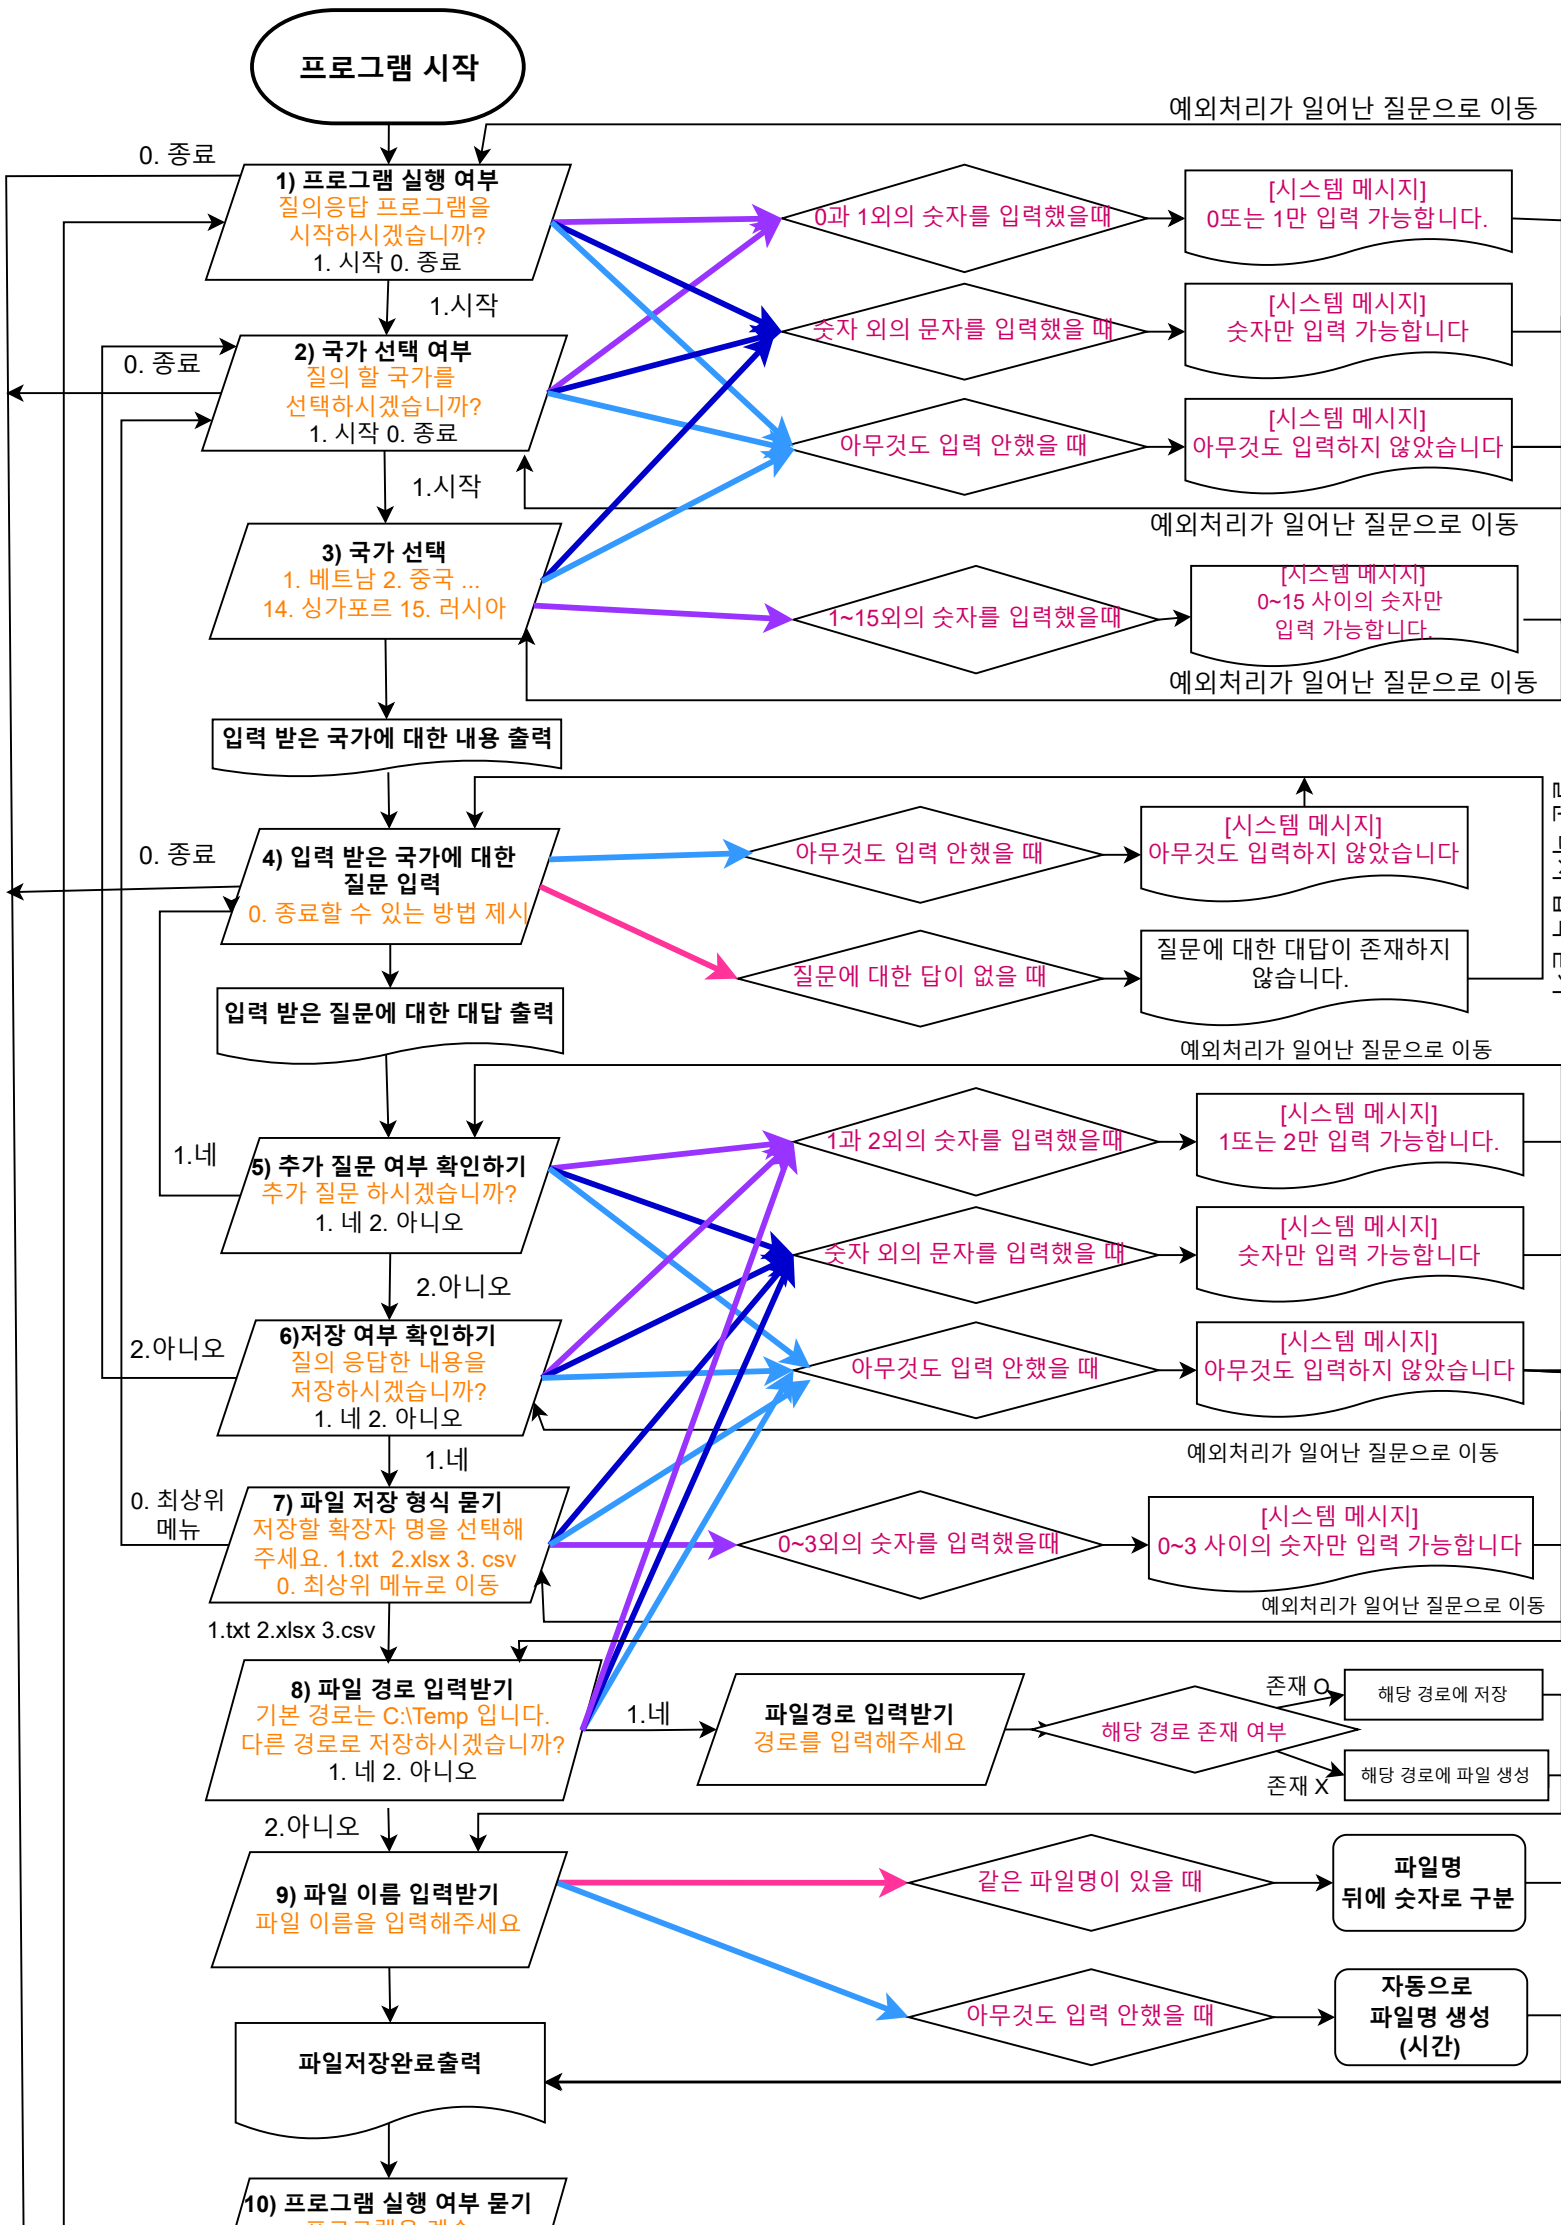 프로그램 시작
예외처리가 일어난 질문으로 이동
0. 종료
1) 프로그램 실행 여부
질의응답 프로그램을
시작하시겠습니까?
1. 시작 0. 종료
0과 1외의 숫자를 입력했을때
[시스템 메시지]
0또는 1만 입력 가능합니다.
1.시작
숫자 외의 문자를 입력했을 때
[시스템 메시지]
숫자만 입력 가능합니다
0. 종료
2) 국가 선택 여부
질의 할 국가를
선택하시겠습니까?
1. 시작 0. 종료
아무것도 입력 안했을 때
[시스템 메시지]
아무것도 입력하지 않았습니다
1.시작
예외처리가 일어난 질문으로 이동
3) 국가 선택
1. 베트남 2. 중국 ...
14. 싱가포르 15. 러시아
1~15외의 숫자를 입력했을때
[시스템 메시지]
0~15 사이의 숫자만
입력 가능합니다.
예외처리가 일어난 질문으로 이동
입력 받은 국가에 대한 내용 출력
0. 종료
4) 입력 받은 국가에 대한
질문 입력
0. 종료할 수 있는 방법 제시
아무것도 입력 안했을 때
[시스템 메시지]
아무것도 입력하지 않았습니다
질문에 대한 답이 없을 때
질문에 대한 대답이 존재하지
않습니다.
입력 받은 질문에 대한 대답 출력
예외처리가 일어난 질문으로 이동
1.네
5) 추가 질문 여부 확인하기
추가 질문 하시겠습니까?
1. 네 2. 아니오
1과 2외의 숫자를 입력했을때
[시스템 메시지]
1또는 2만 입력 가능합니다.
2.아니오
숫자 외의 문자를 입력했을 때
[시스템 메시지]
숫자만 입력 가능합니다
2.아니오
6)저장 여부 확인하기
질의 응답한 내용을
저장하시겠습니까?
1. 네 2. 아니오
아무것도 입력 안했을 때
[시스템 메시지]
아무것도 입력하지 않았습니다
1.네
예외처리가 일어난 질문으로 이동
0. 최상위
메뉴
7) 파일 저장 형식 묻기
저장할 확장자 명을 선택해
주세요. 1.txt 2.xlsx 3. csv
0. 최상위 메뉴로 이동
0~3외의 숫자를 입력했을때
[시스템 메시지]
0~3 사이의 숫자만 입력 가능합니다
예외처리가 일어난 질문으로 이동
1.txt 2.xlsx 3.csv
8) 파일 경로 입력받기
기본 경로는 C:\Temp 입니다.
다른 경로로 저장하시겠습니까?
1. 네 2. 아니오
1.네
파일경로 입력받기
경로를 입력해주세요
해당 경로 존재 여부
존재 O
해당 경로에 저장
존재 X
해당 경로에 파일 생성
2.아니오
9) 파일 이름 입력받기
파일 이름을 입력해주세요
같은 파일명이 있을 때
파일명
뒤에 숫자로 구분
아무것도 입력 안했을 때
자동으로
파일명 생성
(시간)
파일저장완료출력
10) 프로그램 실행 여부 묻기